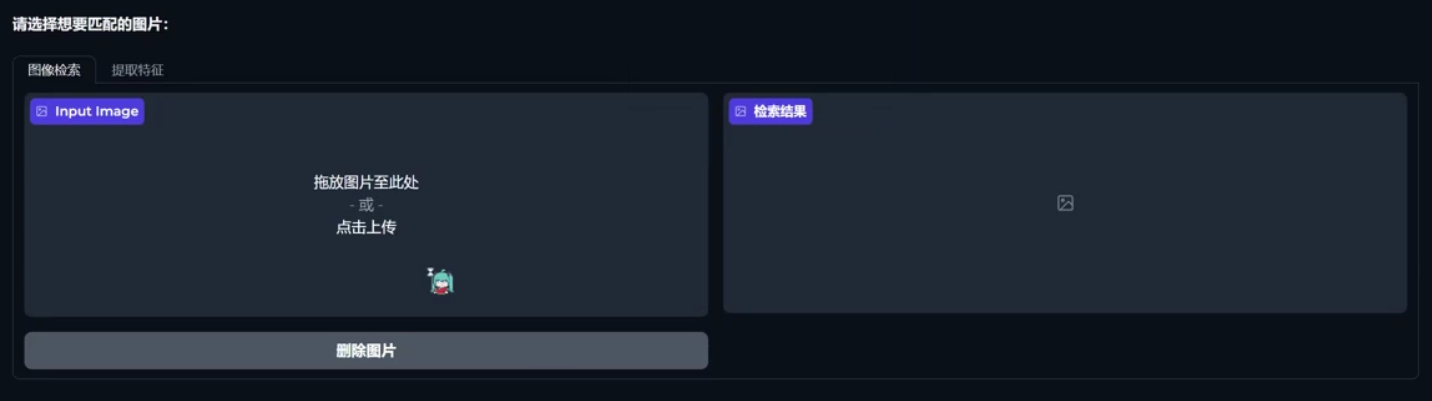 请选择想要匹配的图片：
图像检索 提取特征
Input Image
检索结果
拖放图片至此处
- 或 -
点击上传
删除图片